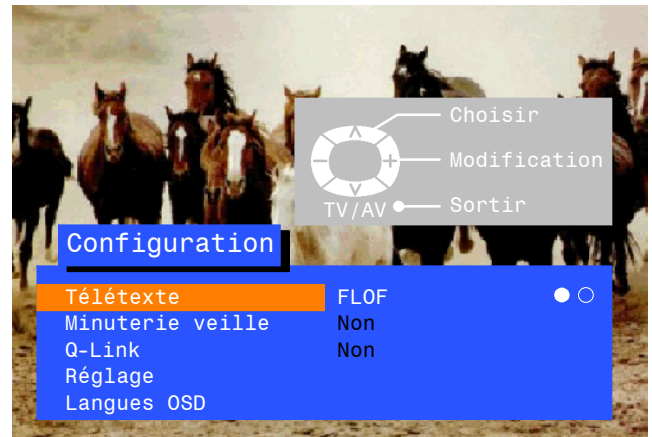 Choisir
Modification
TV/AV Sortir
Configuration
Télétexte FLOF
Minuterie veille Non
Q-Link Non
Réglage
Langues OSD